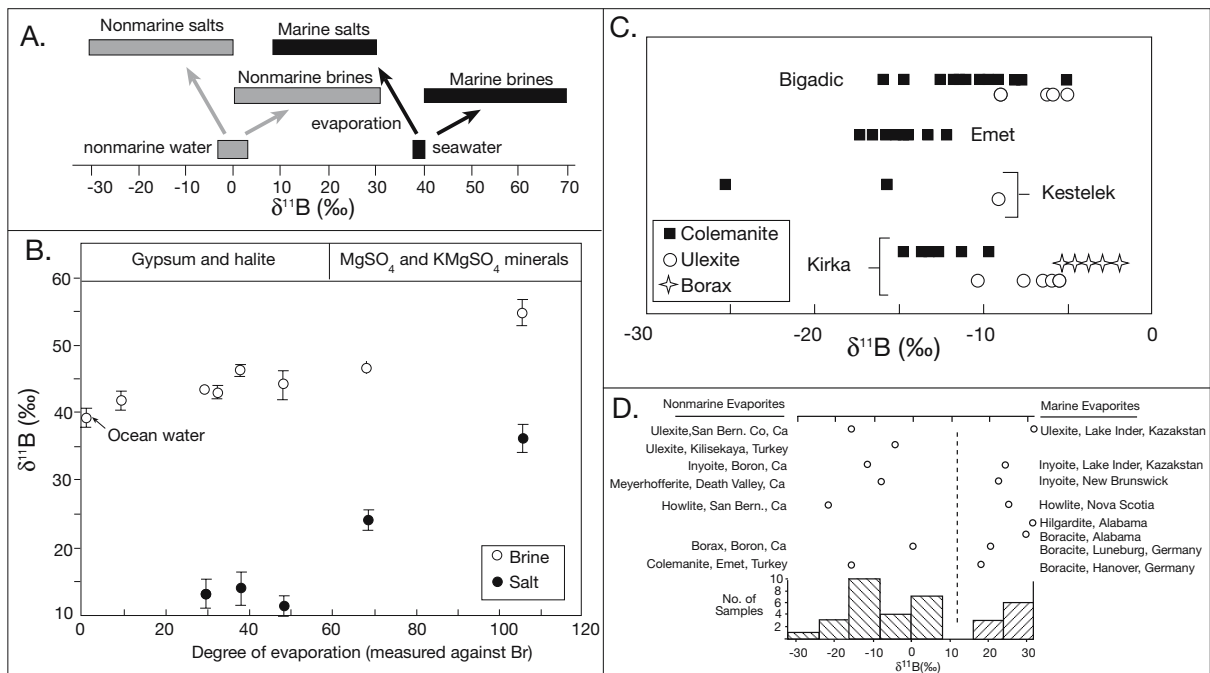 A.
Nonmarine salts
Marine salts
Nonmarine brines
Marine brines
evaporation
nonmarine water
seawater
-30 -20 -10 0 10 20 30 40 50 60 70
δ¹¹B (‰)
B.
Gypsum and halite
MgSO₄ and KMgSO₄ minerals
60
50
40
30
20
10
δ¹¹B (‰)
Ocean water
Brine
Salt
0 20 40 60 80 100 120
Degree of evaporation (measured against Br)
C.
Bigadic
Emet
Kestelek
Kirka
Colemanite
Ulexite
Borax
-30 -20 -10 0
δ¹¹B (‰)
D.
Nonmarine Evaporites
Marine Evaporites
Ulexite,San Bern. Co, Ca
Ulexite, Lake Inder, Kazakstan
Ulexite, Kilisekaya, Turkey
Inyoite, Boron, Ca
Inyoite, Lake Inder, Kazakstan
Meyerhofferite, Death Valley, Ca
Inyoite, New Brunswick
Howlite, San Bern., Ca
Howlite, Nova Scotia
Hilgardite, Alabama
Boracite, Alabama
Borax, Boron, Ca
Boracite, Luneburg, Germany
Colemanite, Emet, Turkey
Boracite, Hanover, Germany
No. of
Samples
10
8
6
4
2
-30 -20 -10 0 10 20 30
δ¹¹B(‰)